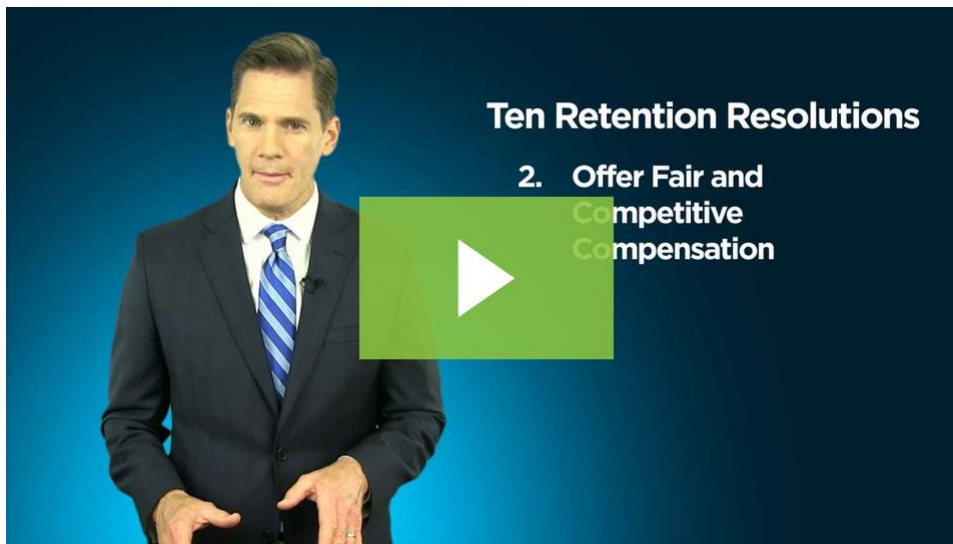 Ten Retention Resolutions
2. Offer Fair and
Competitive
Compensation